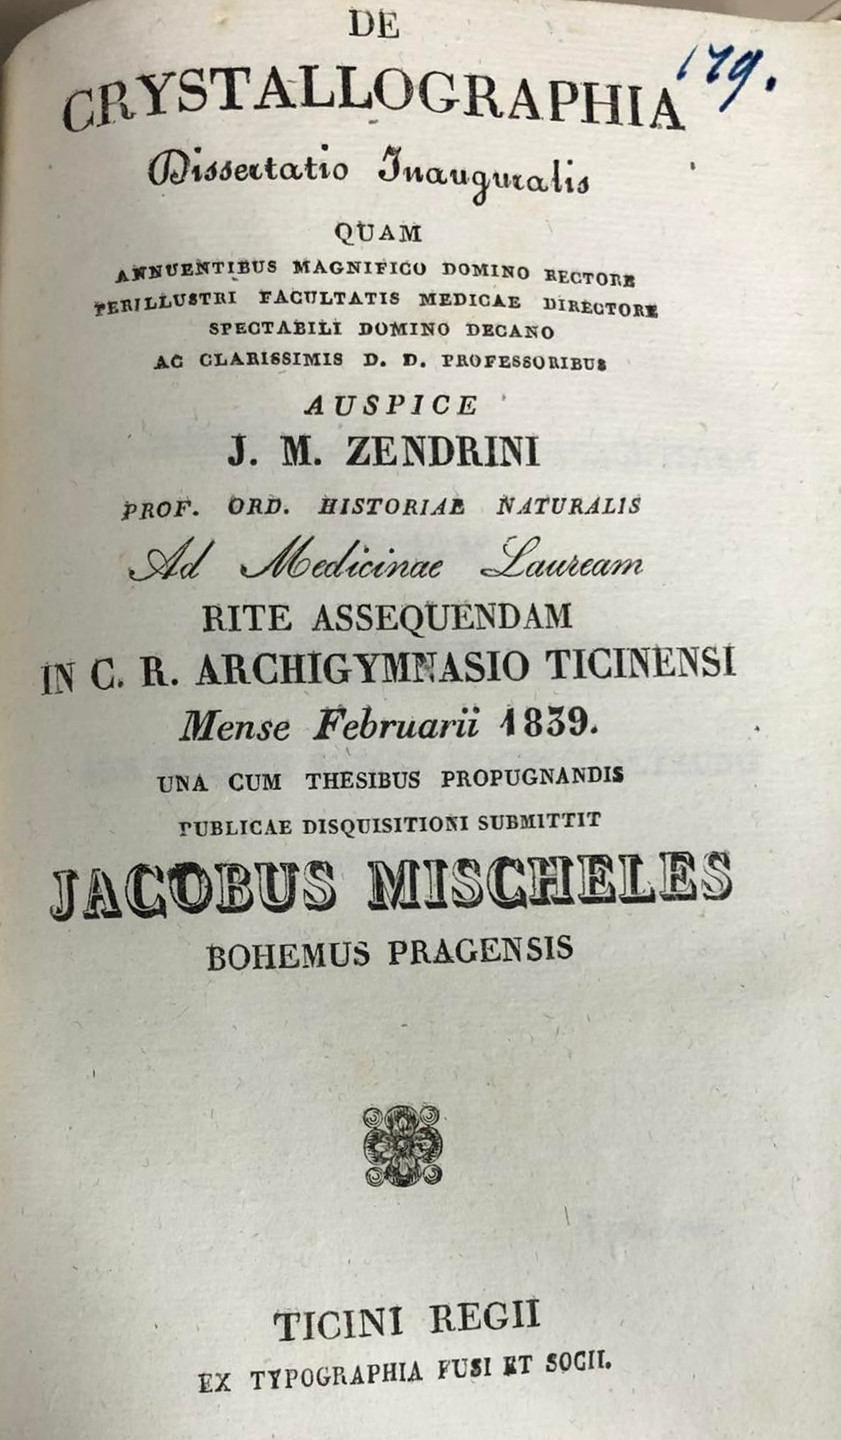 179.
DE
CRYSTALLOGRAPHIA
Dissertatio Inauguralis
QUAM
ANNUENTIBUS MAGNIFICO DOMINO RECTORE
PERILLUSTRI FACULTATIS MEDICAE DIRECTORE
SPECTABILI DOMINO DECANO
AC CLARISSIMIS D. D. PROFESSORIBUS
AUSPICE
J. M. ZENDRINI
PROF. ORD. HISTORIAE NATURALIS
Ad Medicinae Lauream
RITE ASSEQUENDAM
IN C. R. ARCHIGYMNASIO TICINENSI
Mense Februarii 1839.
UNA CUM THESIBUS PROPUGNANDIS
PUBLICAE DISQUISITIONI SUBMITTIT
JACOBUS MISCHELES
BOHEMUS PRAGENSIS
TICINI REGII
EX TYPOGRAPHIA FUSI ET SOCII.